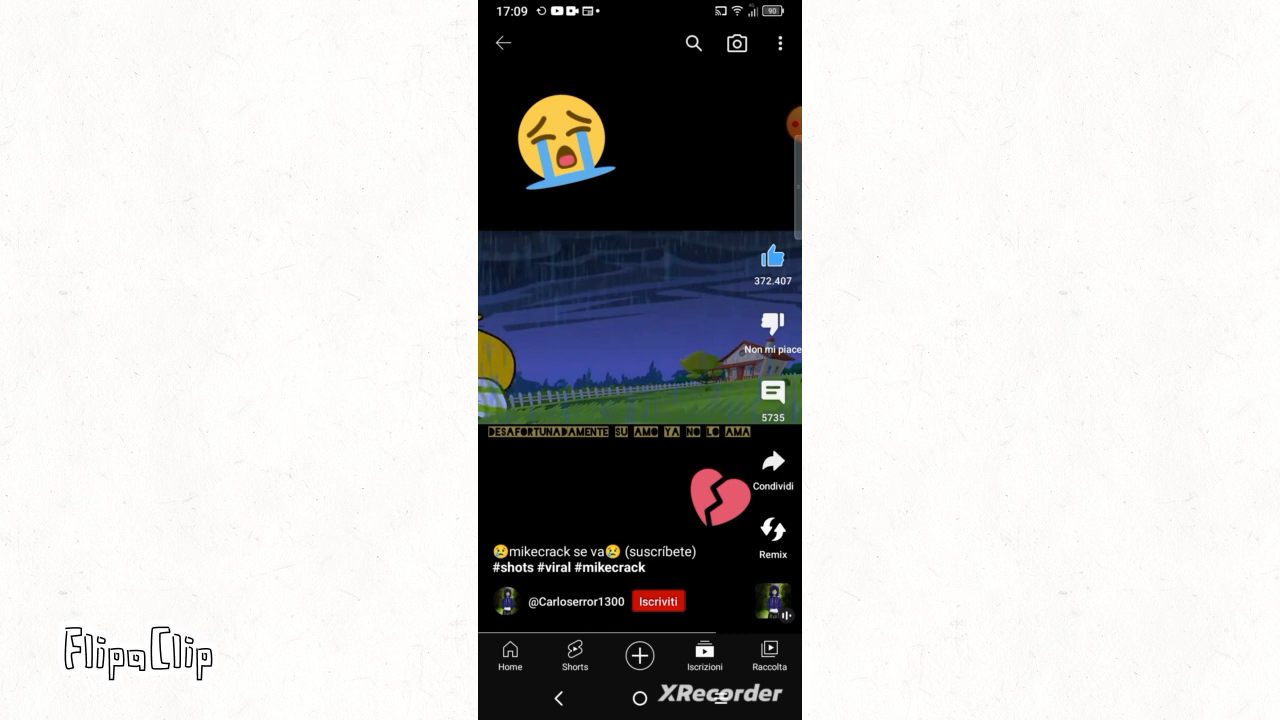 17:09
90
372.407
Non mi piace
5735
DESAFORTUNADAMENTE SU AMO YA NO LO AMA
Condividi
😢mikecrack se va😢 (suscríbete)
#shots #viral #mikecrack
Remix
@Carloserror1300
Iscriviti
FlipaClip
Home
Shorts
Iscrizioni
Raccolta
XRecorder